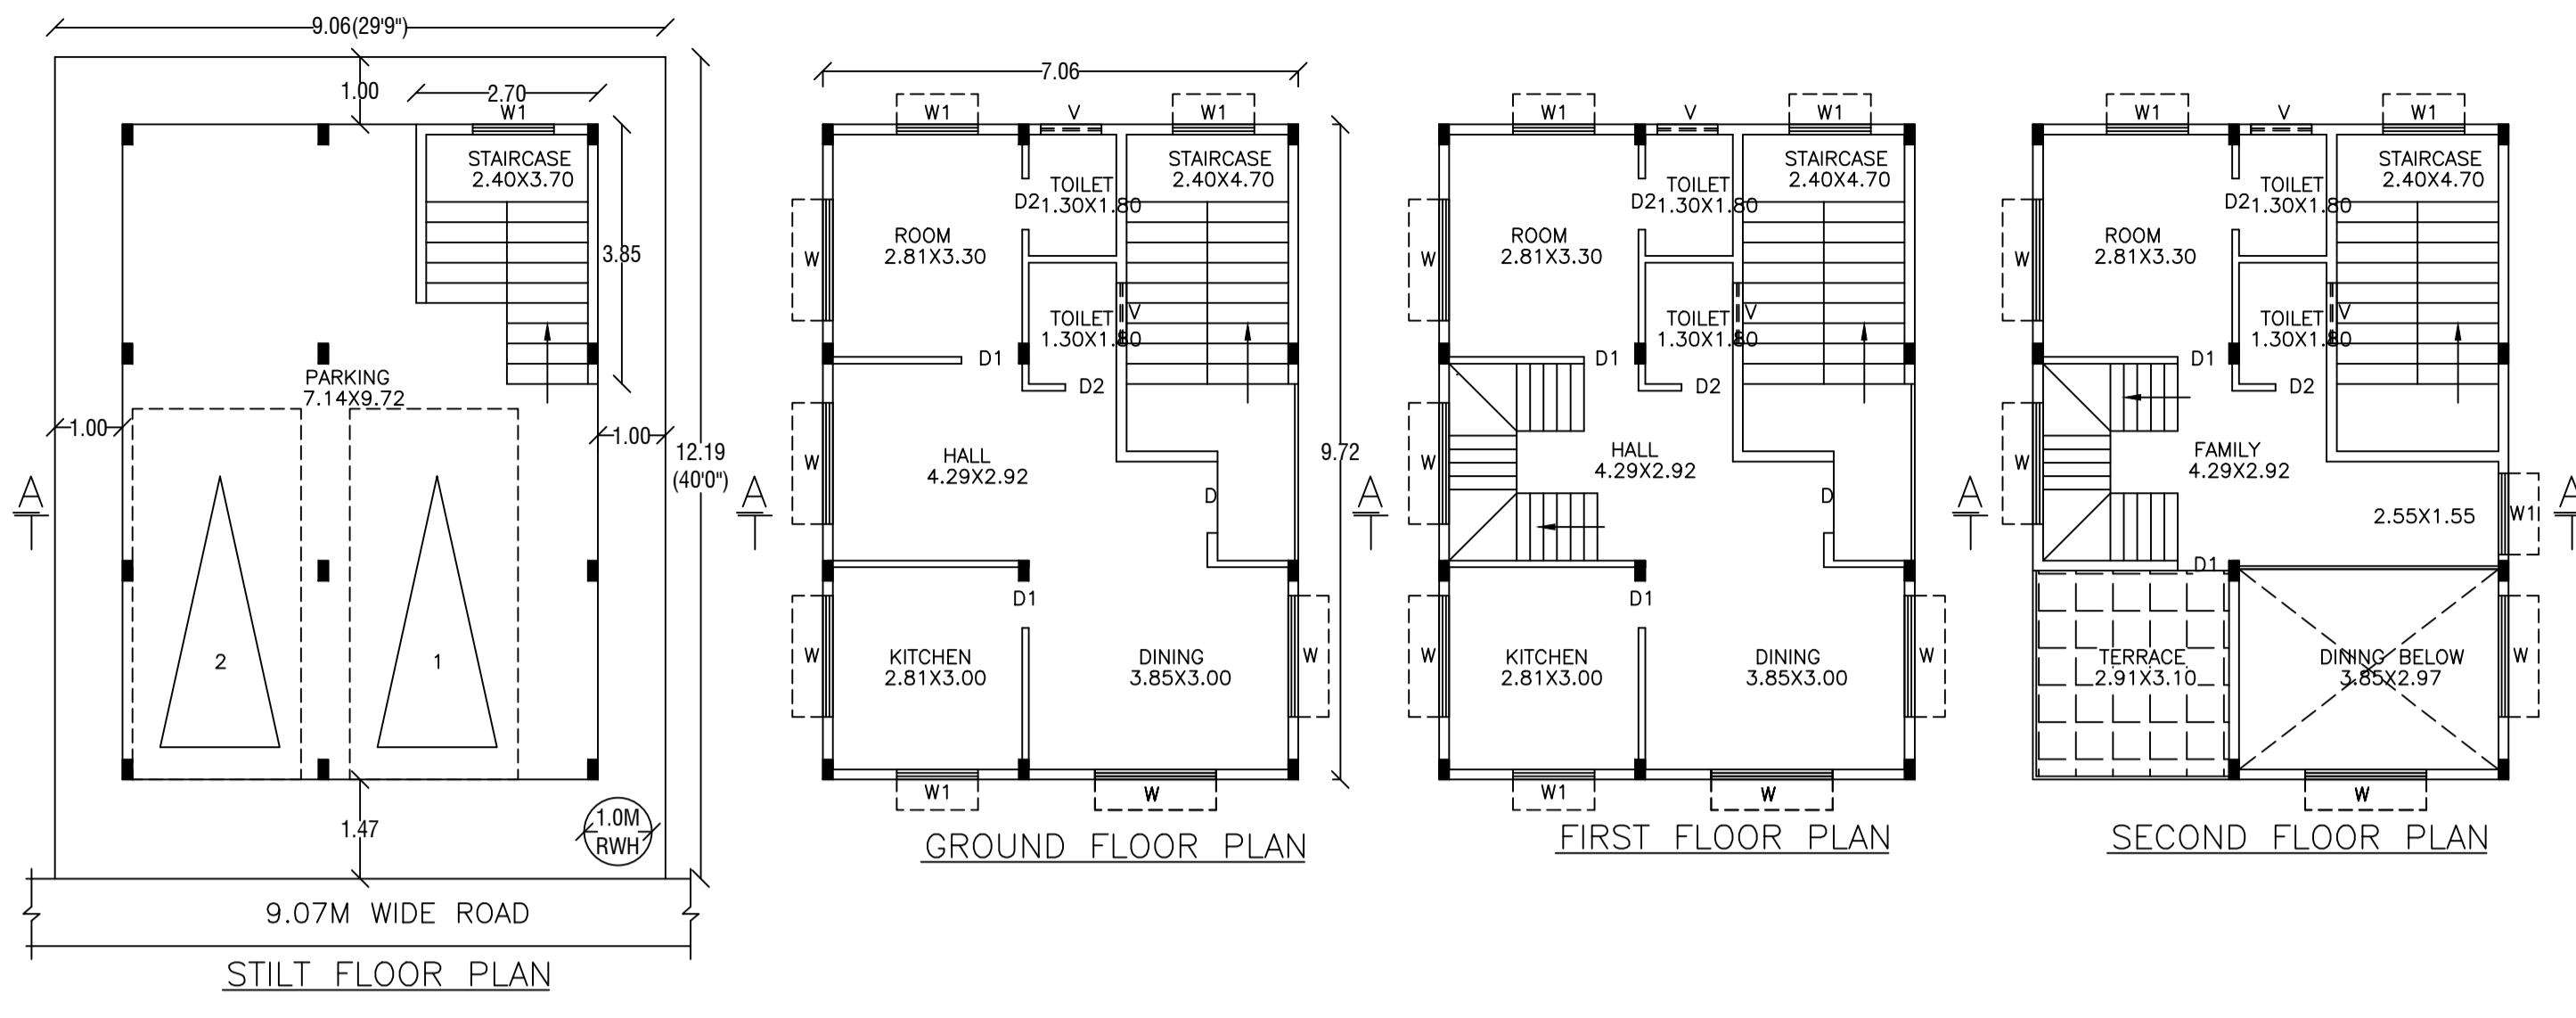 9.06(29'9")
1.00
2.70
W1
STAIRCASE
2.40X3.70
3.85
PARKING
7.14X9.72
1.00
1.00
12.19
(40'0")
A
A
2
1
1.47
1.0M
RWH
9.07M WIDE ROAD
STILT FLOOR PLAN
7.06
W1
V
W1
STAIRCASE
2.40X4.70
TOILET
D2
1.30X1.80
ROOM
2.81X3.30
W
V
TOILET
1.30X1.80
D1
D2
HALL
4.29X2.92
W
9.72
D
A
D1
KITCHEN
2.81X3.00
W
DINING
3.85X3.00
W
W1
W
GROUND FLOOR PLAN
W1
V
W1
STAIRCASE
2.40X4.70
TOILET
D2
1.30X1.80
ROOM
2.81X3.30
W
V
TOILET
1.30X1.80
D1
D2
HALL
4.29X2.92
W
D
A
D1
KITCHEN
2.81X3.00
W
DINING
3.85X3.00
W
W1
W
FIRST FLOOR PLAN
W1
V
W1
STAIRCASE
2.40X4.70
TOILET
D2
1.30X1.80
ROOM
2.81X3.30
W
V
TOILET
1.30X1.80
D1
D2
FAMILY
4.29X2.92
W
2.55X1.55
W1
A
D1
TERRACE
2.91X3.10
DINING BELOW
3.85X2.97
W
W
SECOND FLOOR PLAN